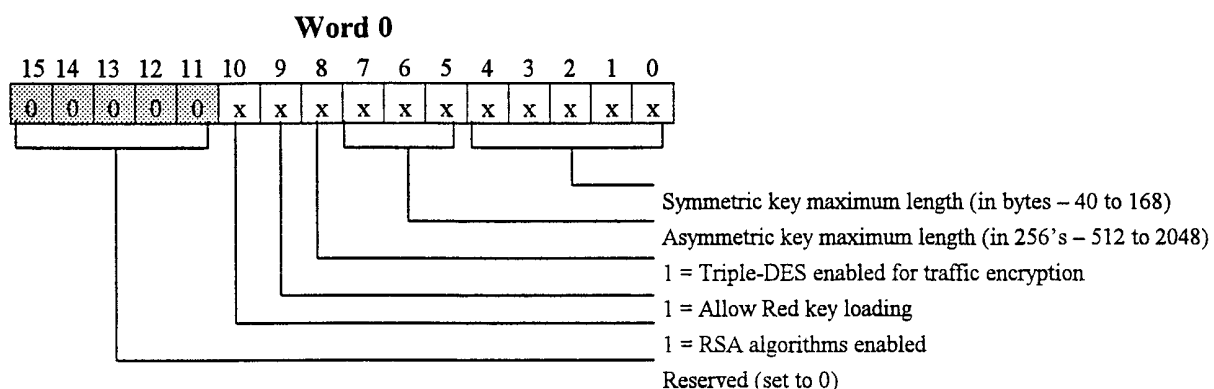 Word 0
15 14 13 12 11 10 9 8 7 6 5 4 3 2 1 0
0 0 0 0 0 x x x x x x x x x x x
Symmetric key maximum length (in bytes – 40 to 168)
Asymmetric key maximum length (in 256's – 512 to 2048)
1 = Triple-DES enabled for traffic encryption
1 = Allow Red key loading
1 = RSA algorithms enabled
Reserved (set to 0)